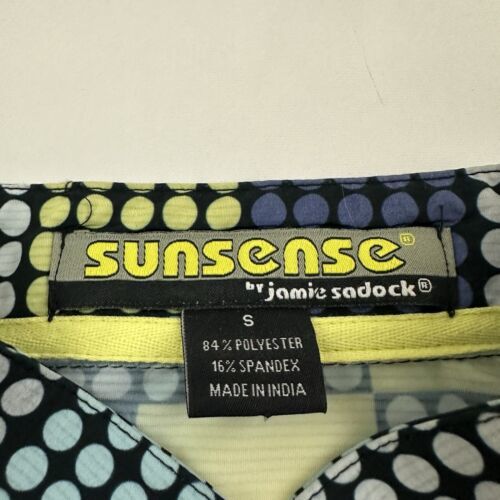 sunsense®
by jamie sadock®
S
84% POLYESTER
16% SPANDEX
MADE IN INDIA